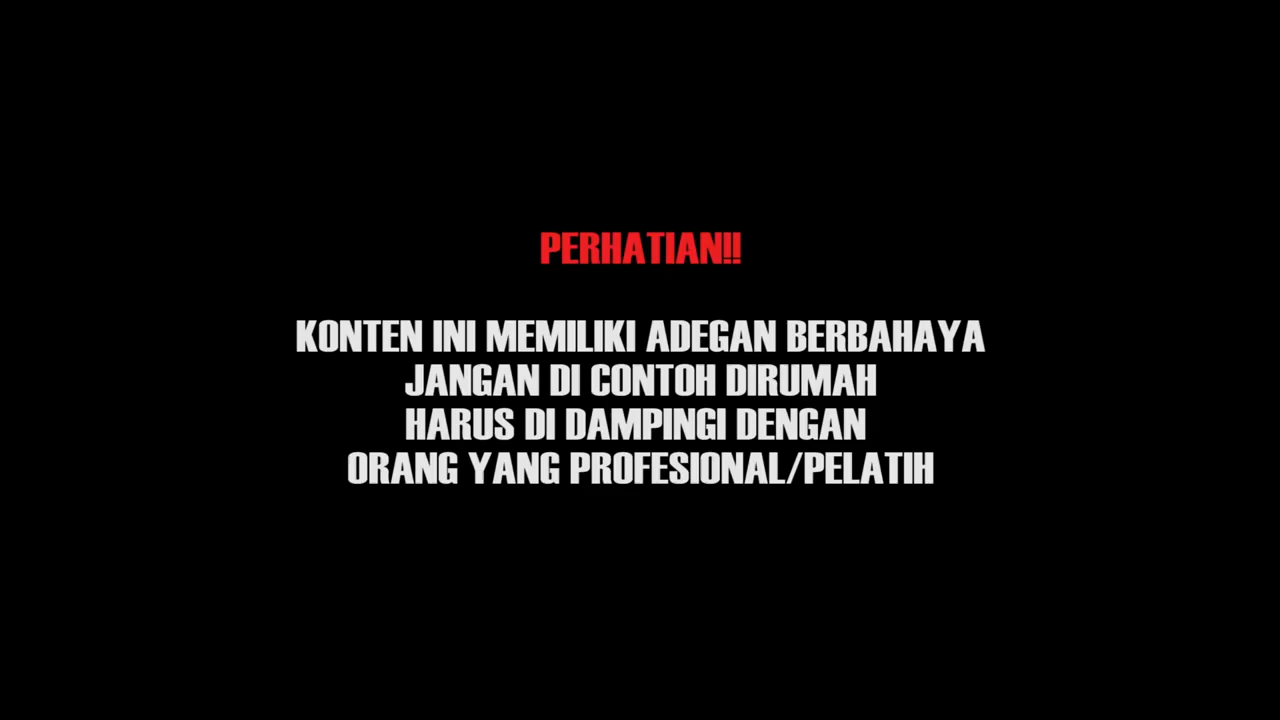 PERHATIAN!!
KONTEN INI MEMILIKI ADEGAN BERBAHAYA
JANGAN DI CONTOH DIRUMAH
HARUS DI DAMPINGI DENGAN
ORANG YANG PROFESIONAL/PELATIH